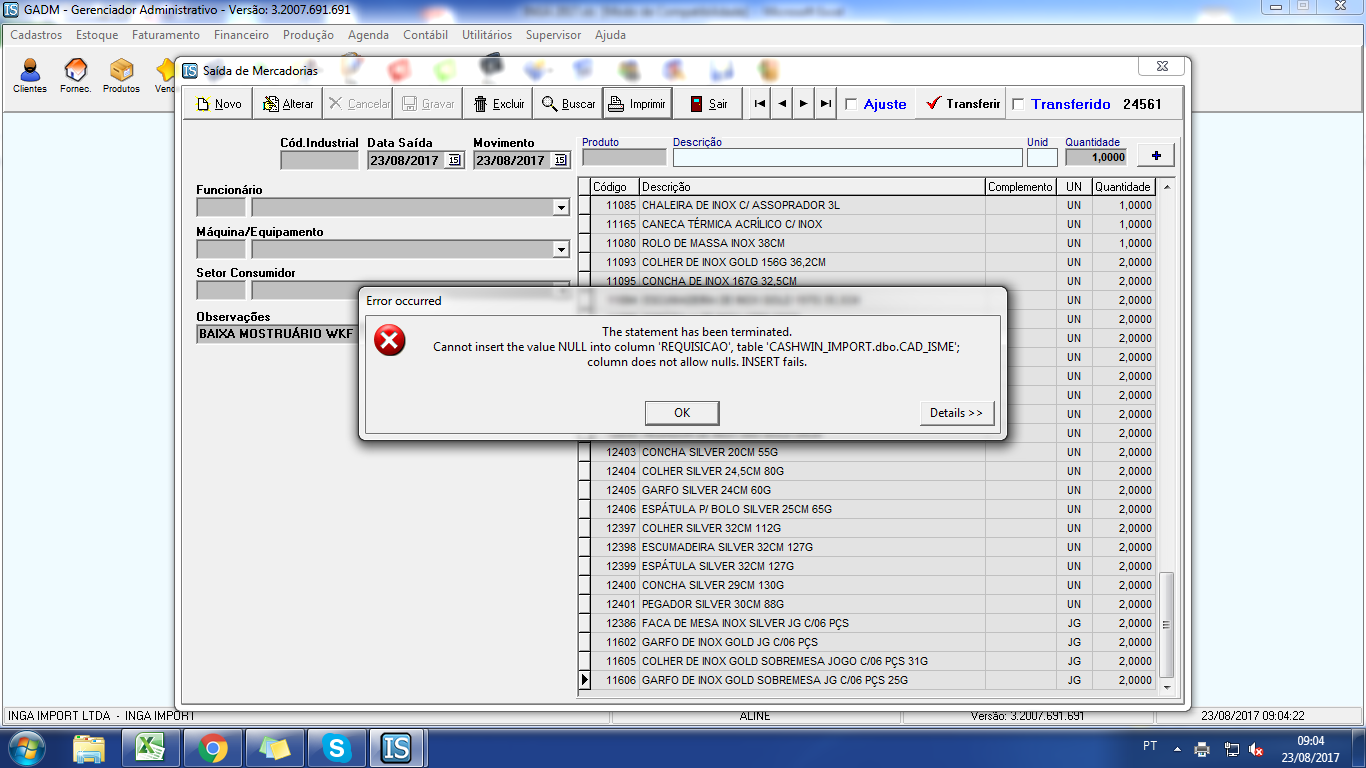 GADM - Gerenciador Administrativo - Versão: 3.2007.691.691
Cadastros Estoque Faturamento Financeiro Produção Agenda Contábil Utilitários Supervisor Ajuda
Clientes Fornec. Produtos
Saída de Mercadorias
Novo Alterar Cancelar Gravar Excluir Buscar Imprimir Sair Ajuste Transferir Transferido 24561
Cód.Industrial Data Saída Movimento
23/08/2017 15 23/08/2017 15
Funcionário
Máquina/Equipamento
Setor Consumidor
Observações
BAIXA MOSTRUÁRIO WKF
Produto Descrição Unid Quantidade
1,0000
Código Descrição Complemento UN Quantidade
11085 CHALEIRA DE INOX C/ ASSOPRADOR 3L UN 1,0000
11165 CANECA TÉRMICA ACRÍLICO C/ INOX UN 1,0000
11080 ROLO DE MASSA INOX 38CM UN 1,0000
11093 COLHER DE INOX GOLD 156G 36,2CM UN 2,0000
11095 CONCHA DE INOX 167G 32,5CM UN 2,0000
UN 2,0000
UN 2,0000
UN 2,0000
UN 2,0000
UN 2,0000
UN 2,0000
UN 2,0000
UN 2,0000
Error occurred
The statement has been terminated.
Cannot insert the value NULL into column 'REQUISICAO', table 'CASHWIN_IMPORT.dbo.CAD_ISME';
column does not allow nulls. INSERT fails.
OK Details >>
12403 CONCHA SILVER 20CM 55G UN 2,0000
12404 COLHER SILVER 24,5CM 80G UN 2,0000
12405 GARFO SILVER 24CM 60G UN 2,0000
12406 ESPÁTULA P/ BOLO SILVER 25CM 65G UN 2,0000
12397 COLHER SILVER 32CM 112G UN 2,0000
12398 ESCUMADEIRA SILVER 32CM 127G UN 2,0000
12399 ESPÁTULA SILVER 32CM 127G UN 2,0000
12400 CONCHA SILVER 29CM 130G UN 2,0000
12401 PEGADOR SILVER 30CM 88G UN 2,0000
12386 FACA DE MESA INOX SILVER JG C/06 PÇS JG 2,0000
11602 GARFO DE INOX GOLD JG C/06 PÇS JG 2,0000
11605 COLHER DE INOX GOLD SOBREMESA JOGO C/06 PÇS 31G JG 2,0000
11606 GARFO DE INOX GOLD SOBREMESA JG C/06 PÇS 25G JG 2,0000
INGA IMPORT LTDA - INGA IMPORT ALINE Versão: 3.2007.691.691 23/08/2017 09:04:22
IS PT 09:04
23/08/2017